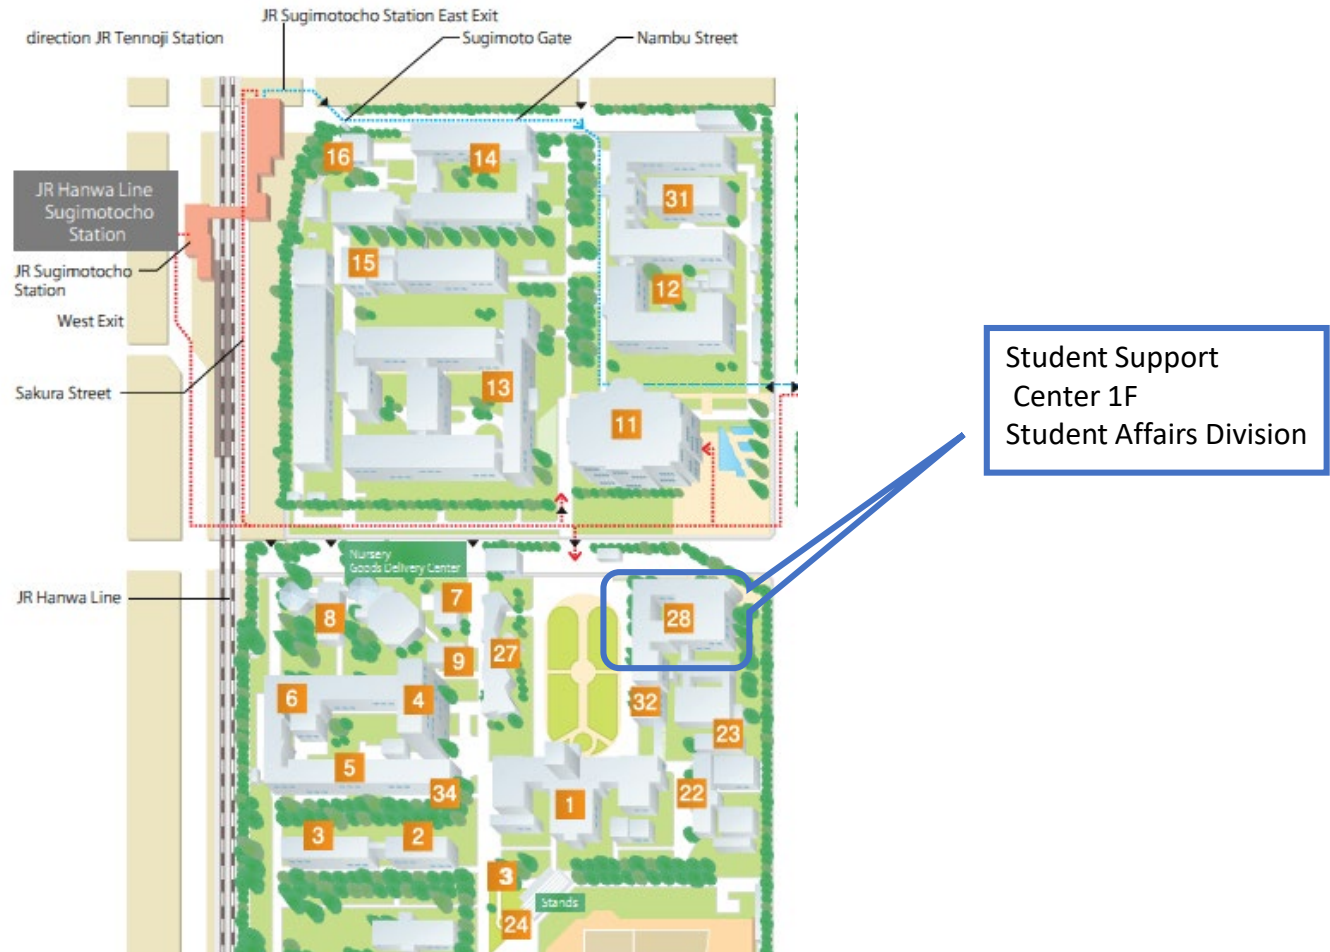 JR Sugimotocho Station East Exit
direction JR Tennoji Station
Sugimoto Gate
Nambu Street
16
14
31
JR Hanwa Line
Sugimotocho
Station
15
12
JR Sugimotocho
Station
West Exit
Sakura Street
13
11
Student Support
Center 1F
Student Affairs Division
Nursery
Goods Delivery Center
JR Hanwa Line
7
8
28
27
9
6
4
32
23
5
34
22
1
3
2
3
Stands
24